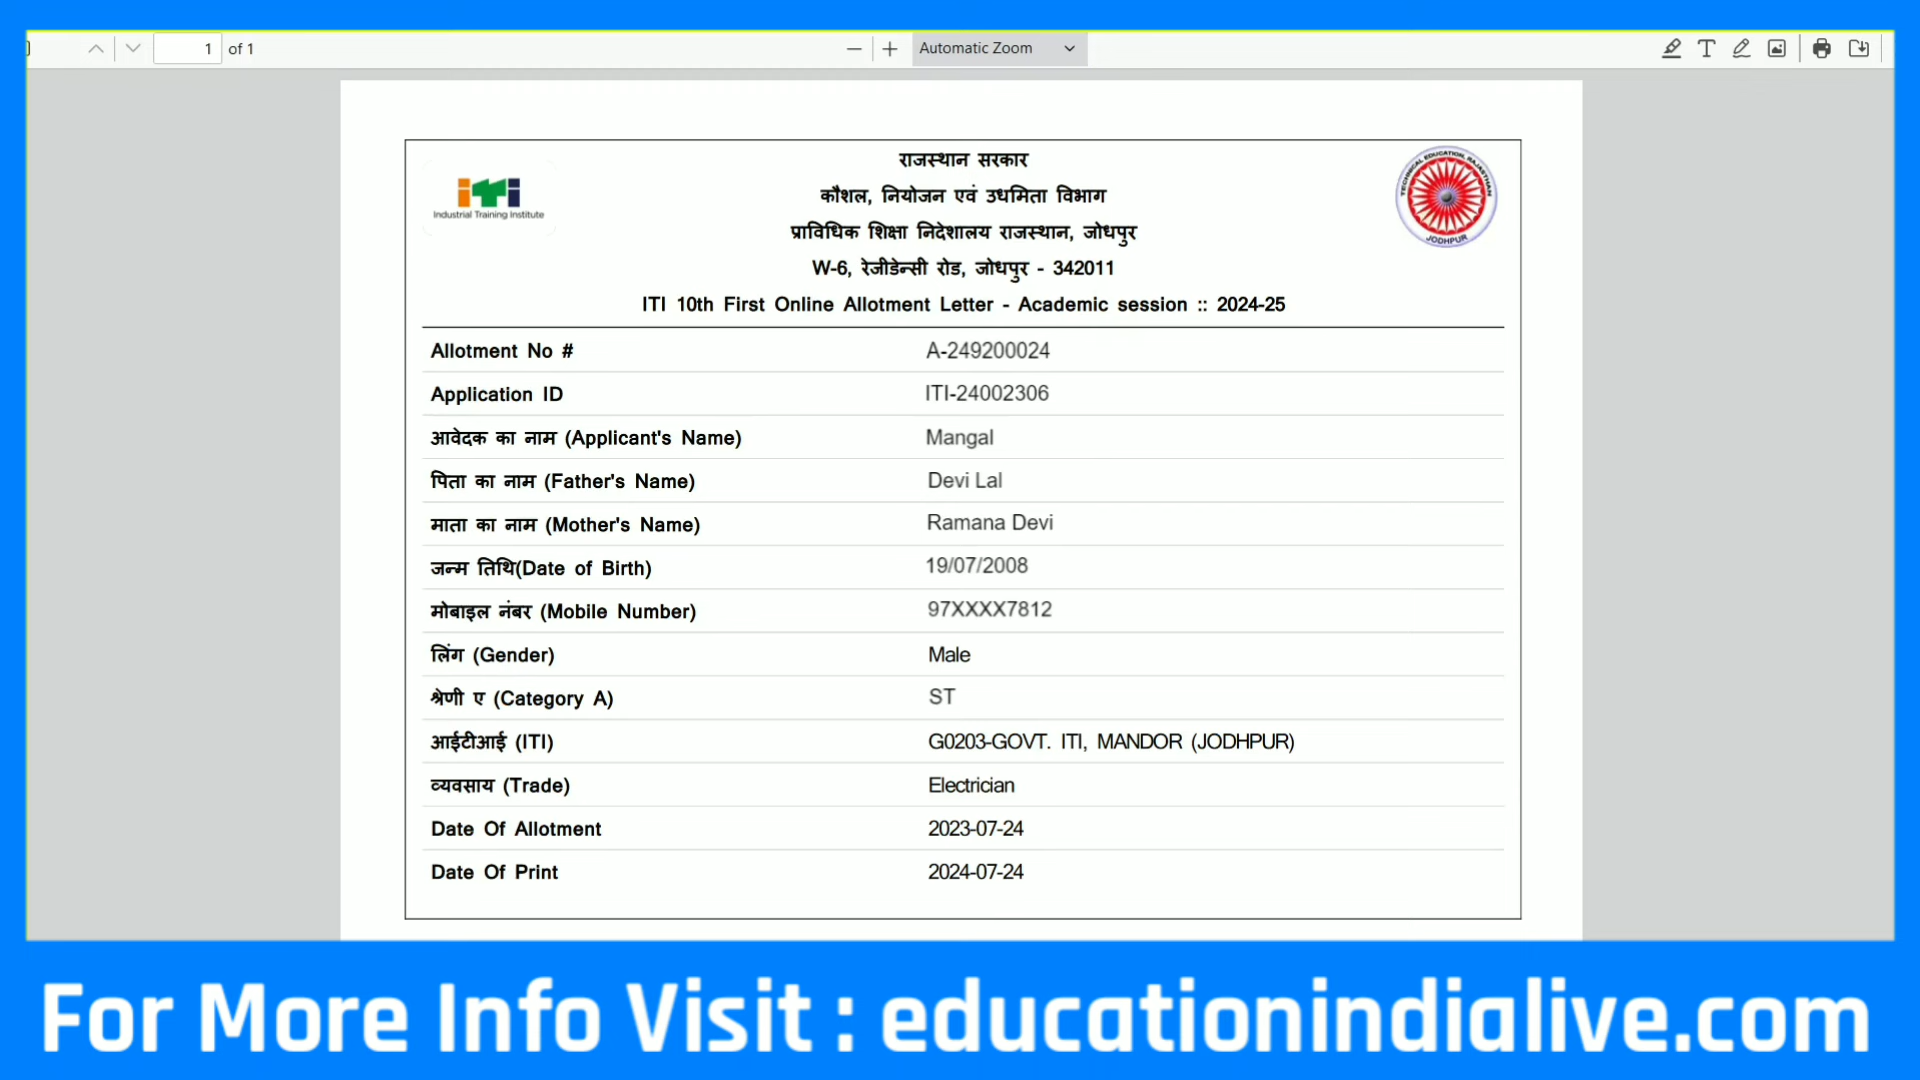 1 of 1
Automatic Zoom
iTi
Industrial Training Institute
राजस्थान सरकार
कौशल, नियोजन एवं उधमिता विभाग
प्राविधिक शिक्षा निदेशालय राजस्थान, जोधपुर
W-6, रेजीडेन्सी रोड, जोधपुर - 342011
TECHNICAL EDUCATION, RAJASTHAN
JODHPUR
ITI 10th First Online Allotment Letter - Academic session :: 2024-25
Allotment No # A-249200024
Application ID ITI-24002306
आवेदक का नाम (Applicant's Name) Mangal
पिता का नाम (Father's Name) Devi Lal
माता का नाम (Mother's Name) Ramana Devi
जन्म तिथि(Date of Birth) 19/07/2008
मोबाइल नंबर (Mobile Number) 97XXXX7812
लिंग (Gender) Male
श्रेणी ए (Category A) ST
आईटीआई (ITI) G0203-GOVT. ITI, MANDOR (JODHPUR)
व्यवसाय (Trade) Electrician
Date Of Allotment 2023-07-24
Date Of Print 2024-07-24
For More Info Visit : educationindialive.com